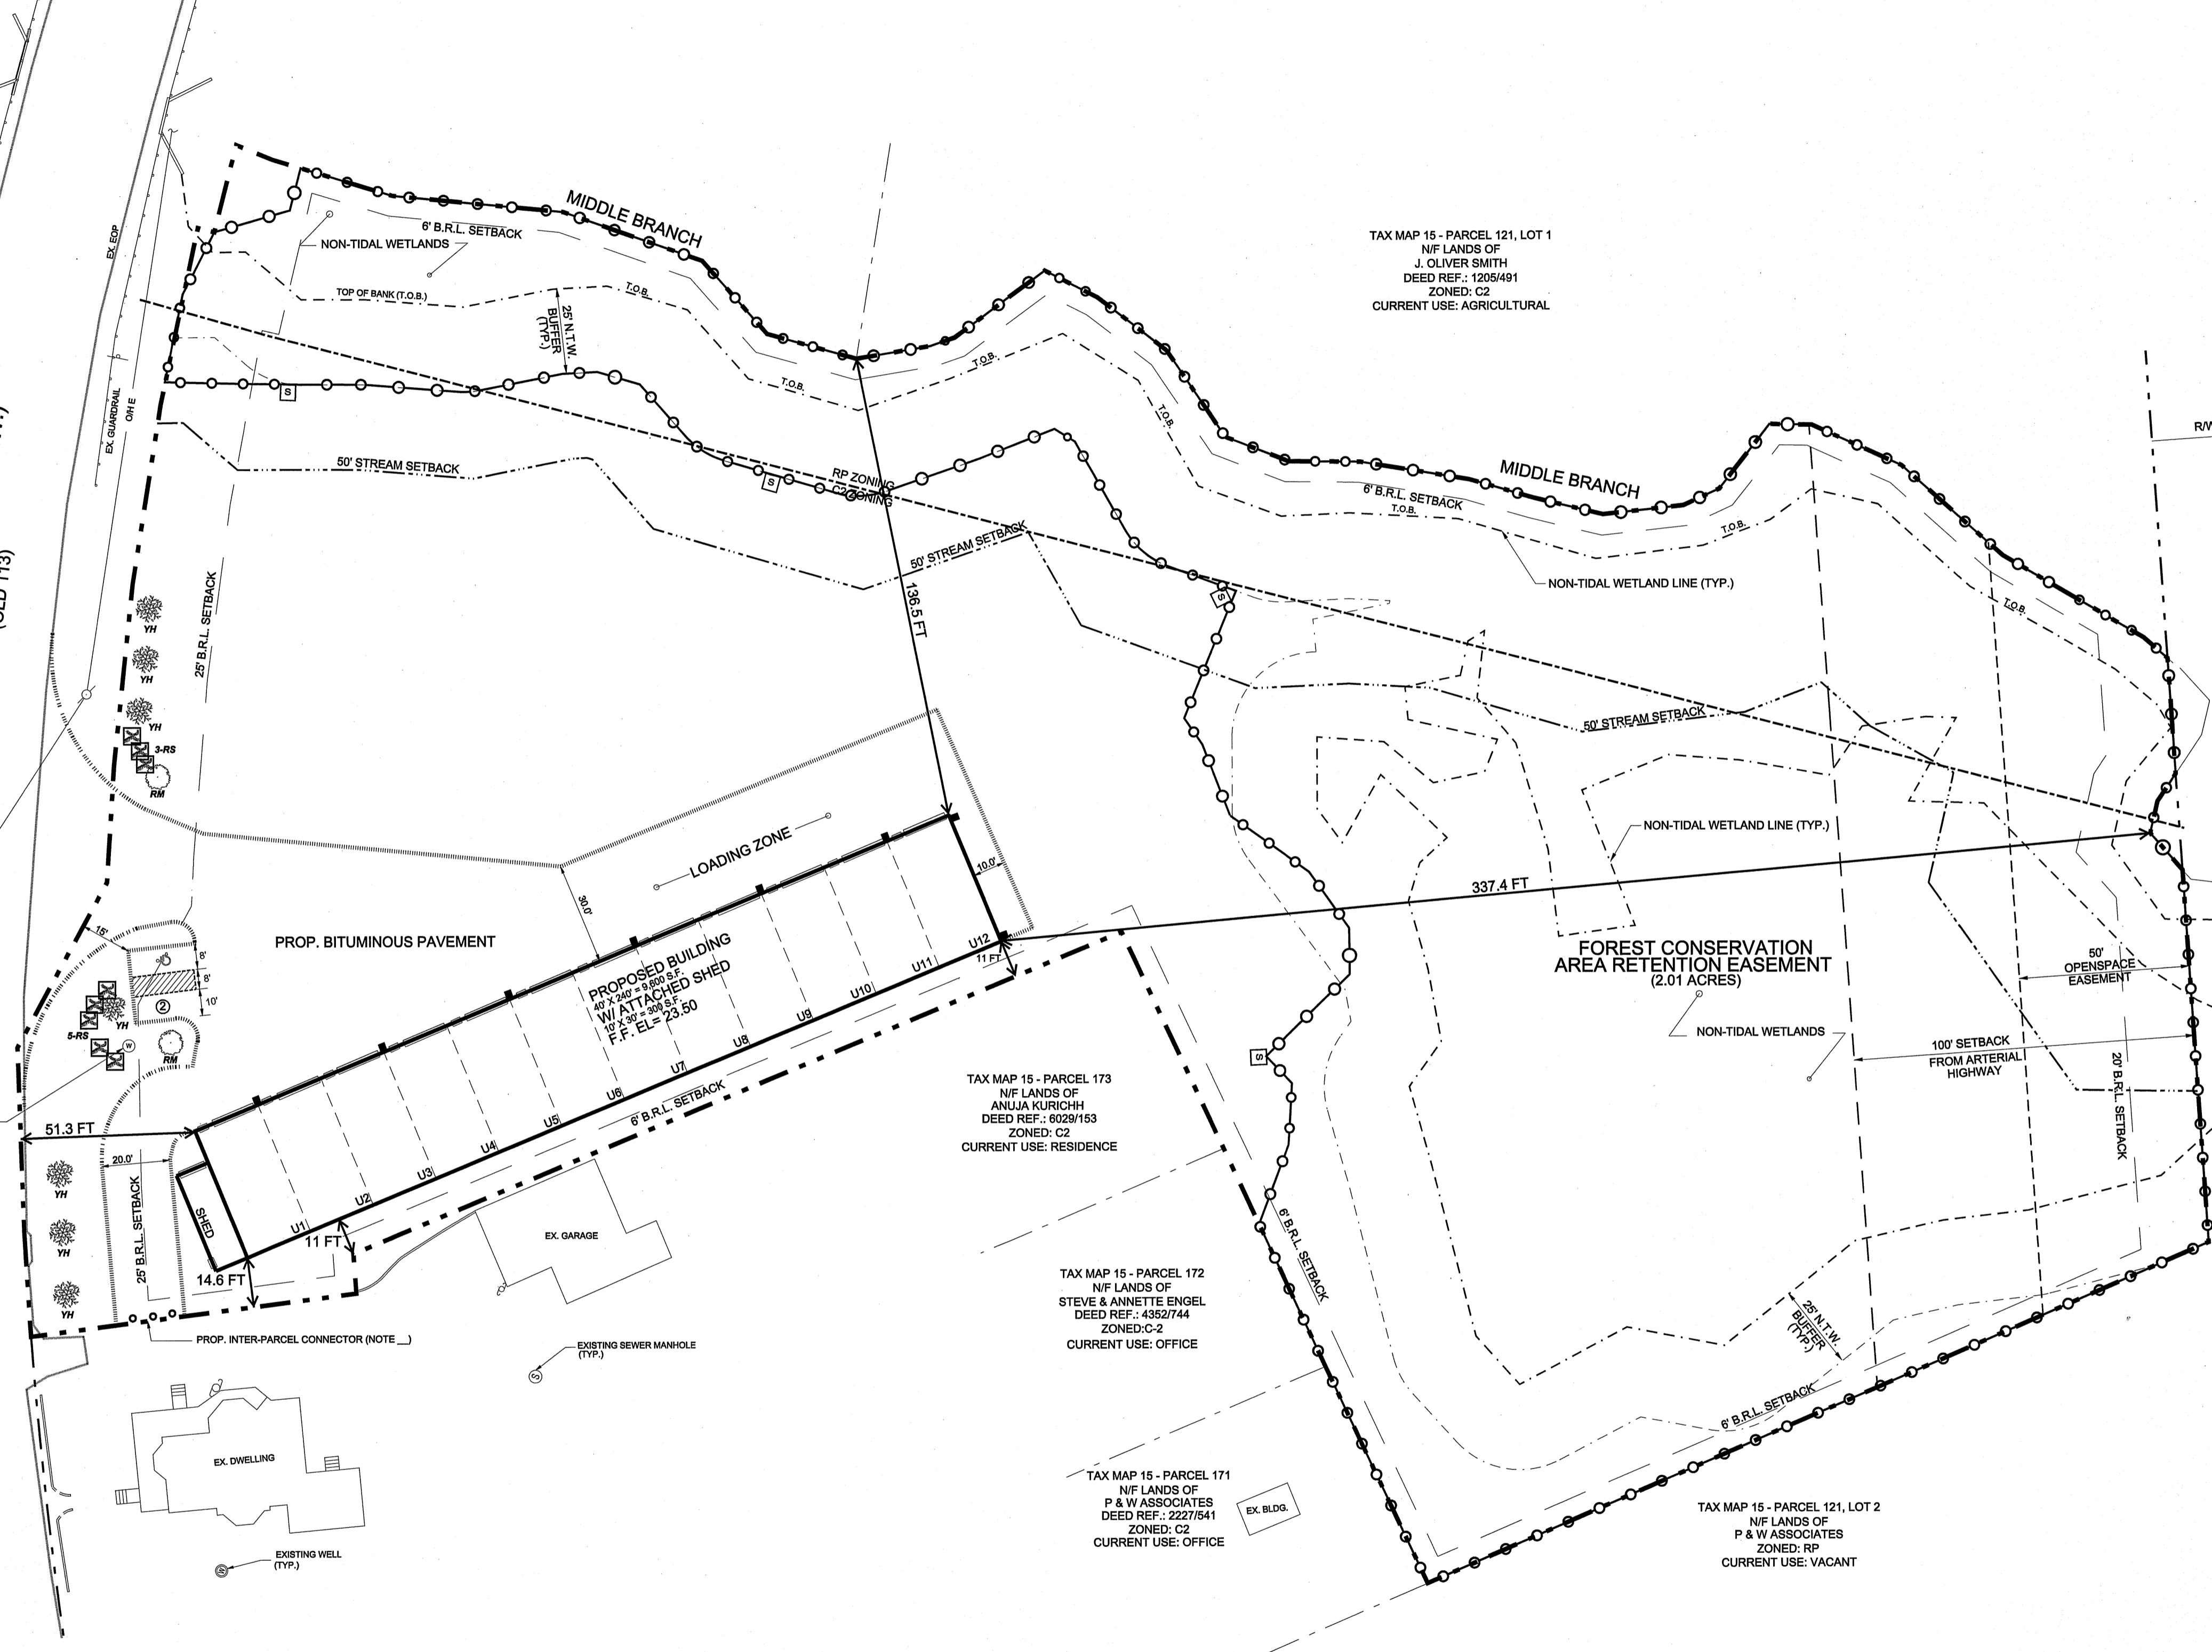 MIDDLE BRANCH
6' B.R.L. SETBACK
NON-TIDAL WETLANDS
TOP OF BANK (T.O.B.)
T.O.B.
25' N.T.W.
BUFFER
(TYP.)
T.O.B.
T.O.B.
T.O.B.
TAX MAP 15 - PARCEL 121, LOT 1
N/F LANDS OF
J. OLIVER SMITH
DEED REF.: 1205/491
ZONED: C2
CURRENT USE: AGRICULTURAL
EX. EOP
EX. GUARDRAIL
O/H E
S
50' STREAM SETBACK
S
RP ZONING
C2 ZONING
50' STREAM SETBACK
136.5 FT
MIDDLE BRANCH
6' B.R.L. SETBACK
T.O.B.
T.O.B.
T.O.B.
R/W
NON-TIDAL WETLAND LINE (TYP.)
S
(OLD 113)
25' B.R.L. SETBACK
YH
YH
YH
3-RS
RM
50' STREAM SETBACK
LOADING ZONE
30.0'
10.0'
NON-TIDAL WETLAND LINE (TYP.)
337.4 FT
PROP. BITUMINOUS PAVEMENT
15'
8'
8'
10'
2
YH
5-RS
W
RM
PROPOSED BUILDING
40' X 240' = 9,600 S.F.
W/ ATTACHED SHED
10' X 30' = 300 S.F.
F.F. EL= 23.50
U12
U11
U10
U9
U8
U7
U6
U5
U4
U3
U2
U1
11 FT
6' B.R.L. SETBACK
FOREST CONSERVATION
AREA RETENTION EASEMENT
(2.01 ACRES)
NON-TIDAL WETLANDS
50'
OPENSPACE
EASEMENT
100' SETBACK
FROM ARTERIAL
HIGHWAY
20' B.R.L. SETBACK
S
51.3 FT
20.0'
25' B.R.L. SETBACK
YH
YH
YH
SHED
11 FT
14.6 FT
EX. GARAGE
TAX MAP 15 - PARCEL 173
N/F LANDS OF
ANUJA KURICHH
DEED REF.: 6029/153
ZONED: C2
CURRENT USE: RESIDENCE
6' B.R.L. SETBACK
TAX MAP 15 - PARCEL 172
N/F LANDS OF
STEVE & ANNETTE ENGEL
DEED REF.: 4352/744
ZONED:C-2
CURRENT USE: OFFICE
25' N.T.W.
BUFFER
(TYP.)
6' B.R.L. SETBACK
PROP. INTER-PARCEL CONNECTOR (NOTE __)
EXISTING SEWER MANHOLE
(TYP.)
S
EX. DWELLING
EXISTING WELL
(TYP.)
W
TAX MAP 15 - PARCEL 171
N/F LANDS OF
P & W ASSOCIATES
DEED REF.: 2227/541
ZONED: C2
CURRENT USE: OFFICE
EX. BLDG.
TAX MAP 15 - PARCEL 121, LOT 2
N/F LANDS OF
P & W ASSOCIATES
ZONED: RP
CURRENT USE: VACANT